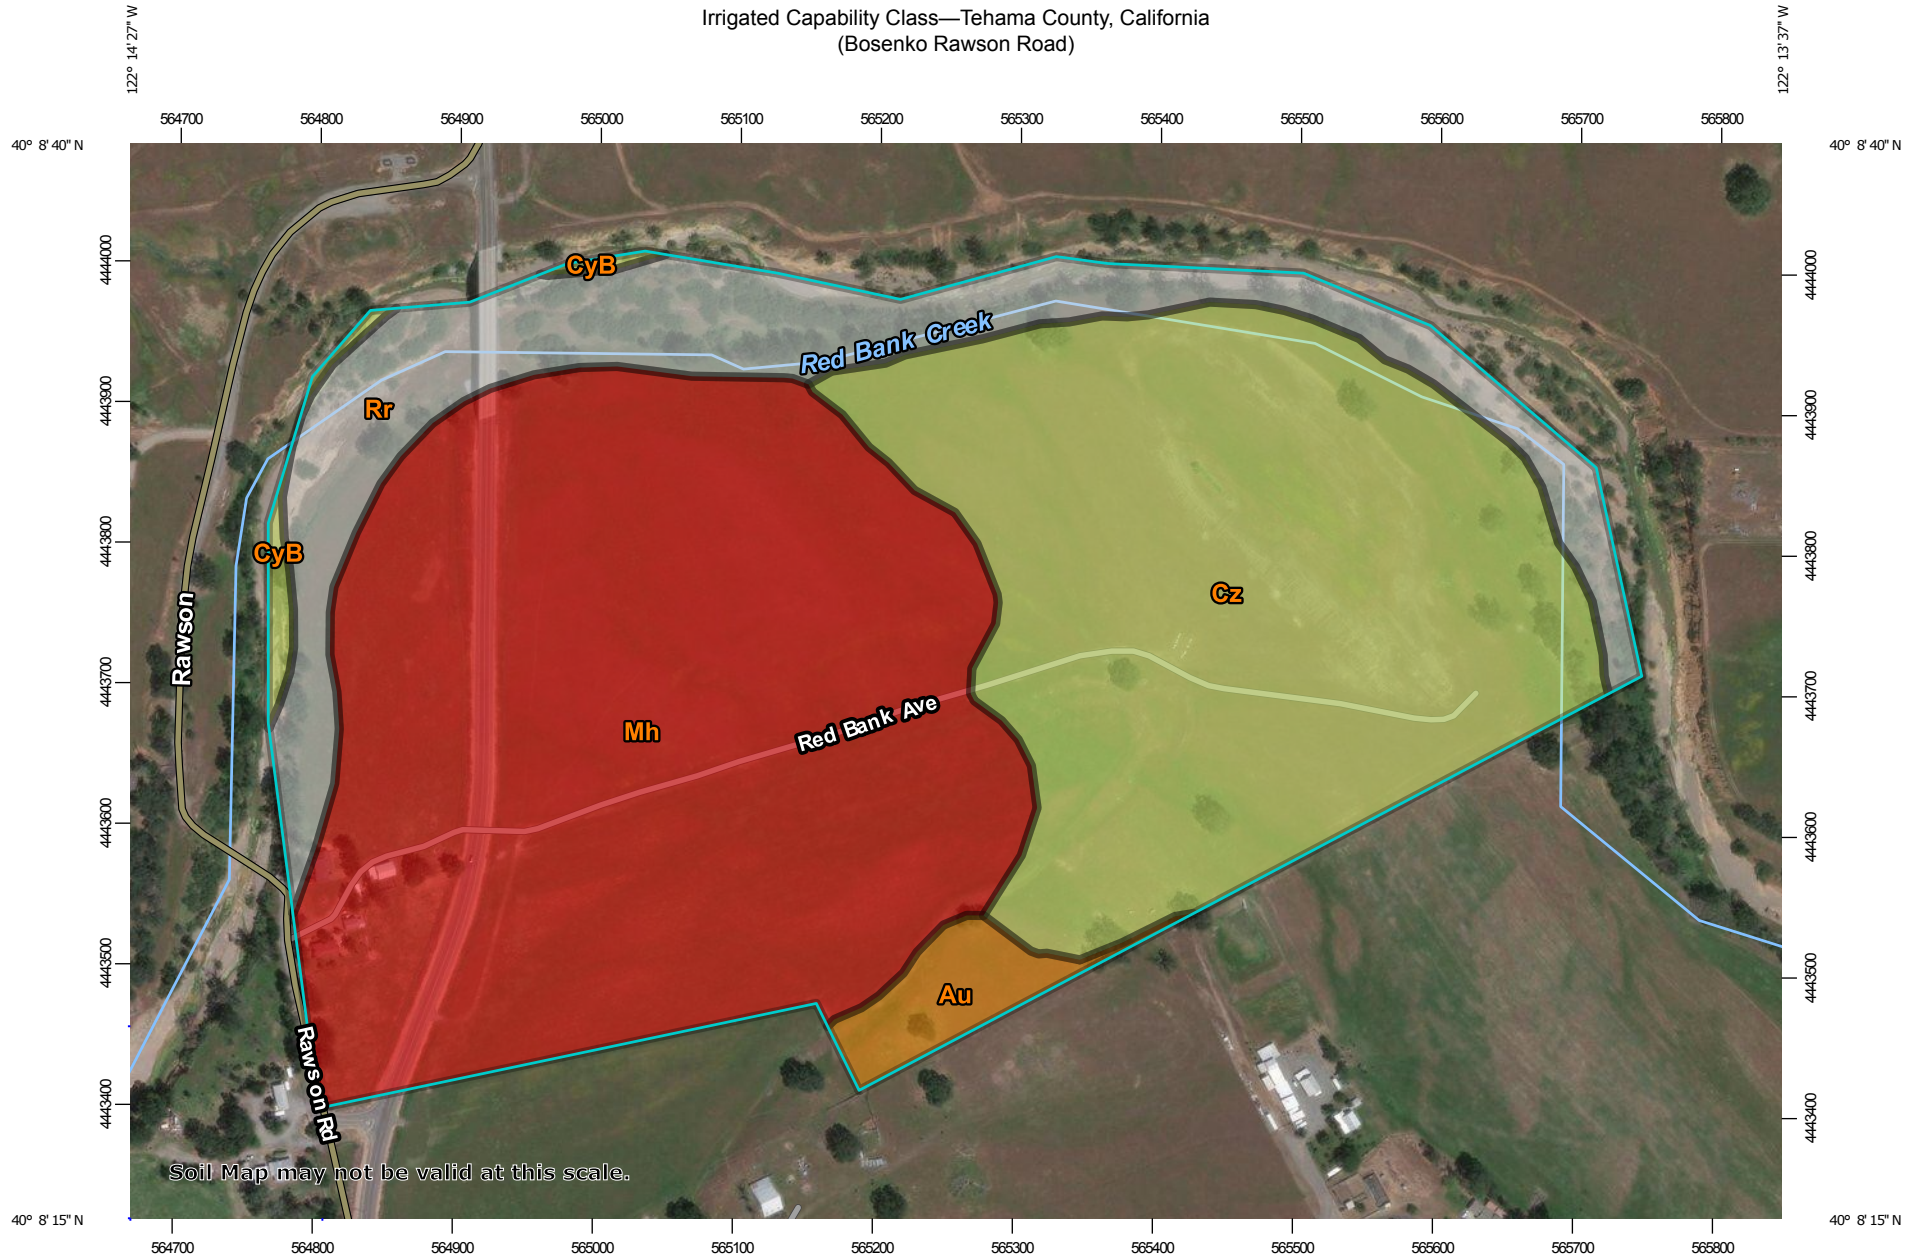 Irrigated Capability Class—Tehama County, California
(Bosenko Rawson Road)
122° 14' 27" W
122° 13' 37" W
564700 564800 564900 565000 565100 565200 565300 565400 565500 565600 565700 565800
40° 8' 40" N
40° 8' 40" N
4444000
4444000
CyB
Red Bank Creek
4443900
4443900
Rr
4443800
4443800
CyB
Cz
Rawson
4443700
4443700
Mh
Red Bank Ave
4443600
4443600
4443500
4443500
Au
Rawson Rd
4443400
4443400
Soil Map may not be valid at this scale.
40° 8' 15" N
40° 8' 15" N
564700 564800 564900 565000 565100 565200 565300 565400 565500 565600 565700 565800